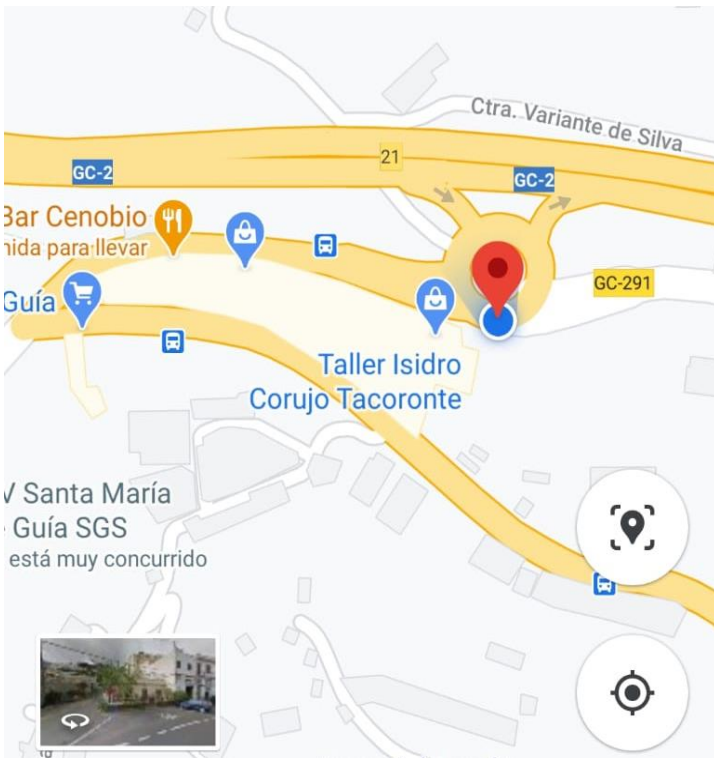 Ctra. Variante de Silva
21
GC-2
GC-2
Bar Cenobio
nida para llevar
GC-291
Guía
Taller Isidro
Corujo Tacoronte
V Santa María
Guía SGS
está muy concurrido